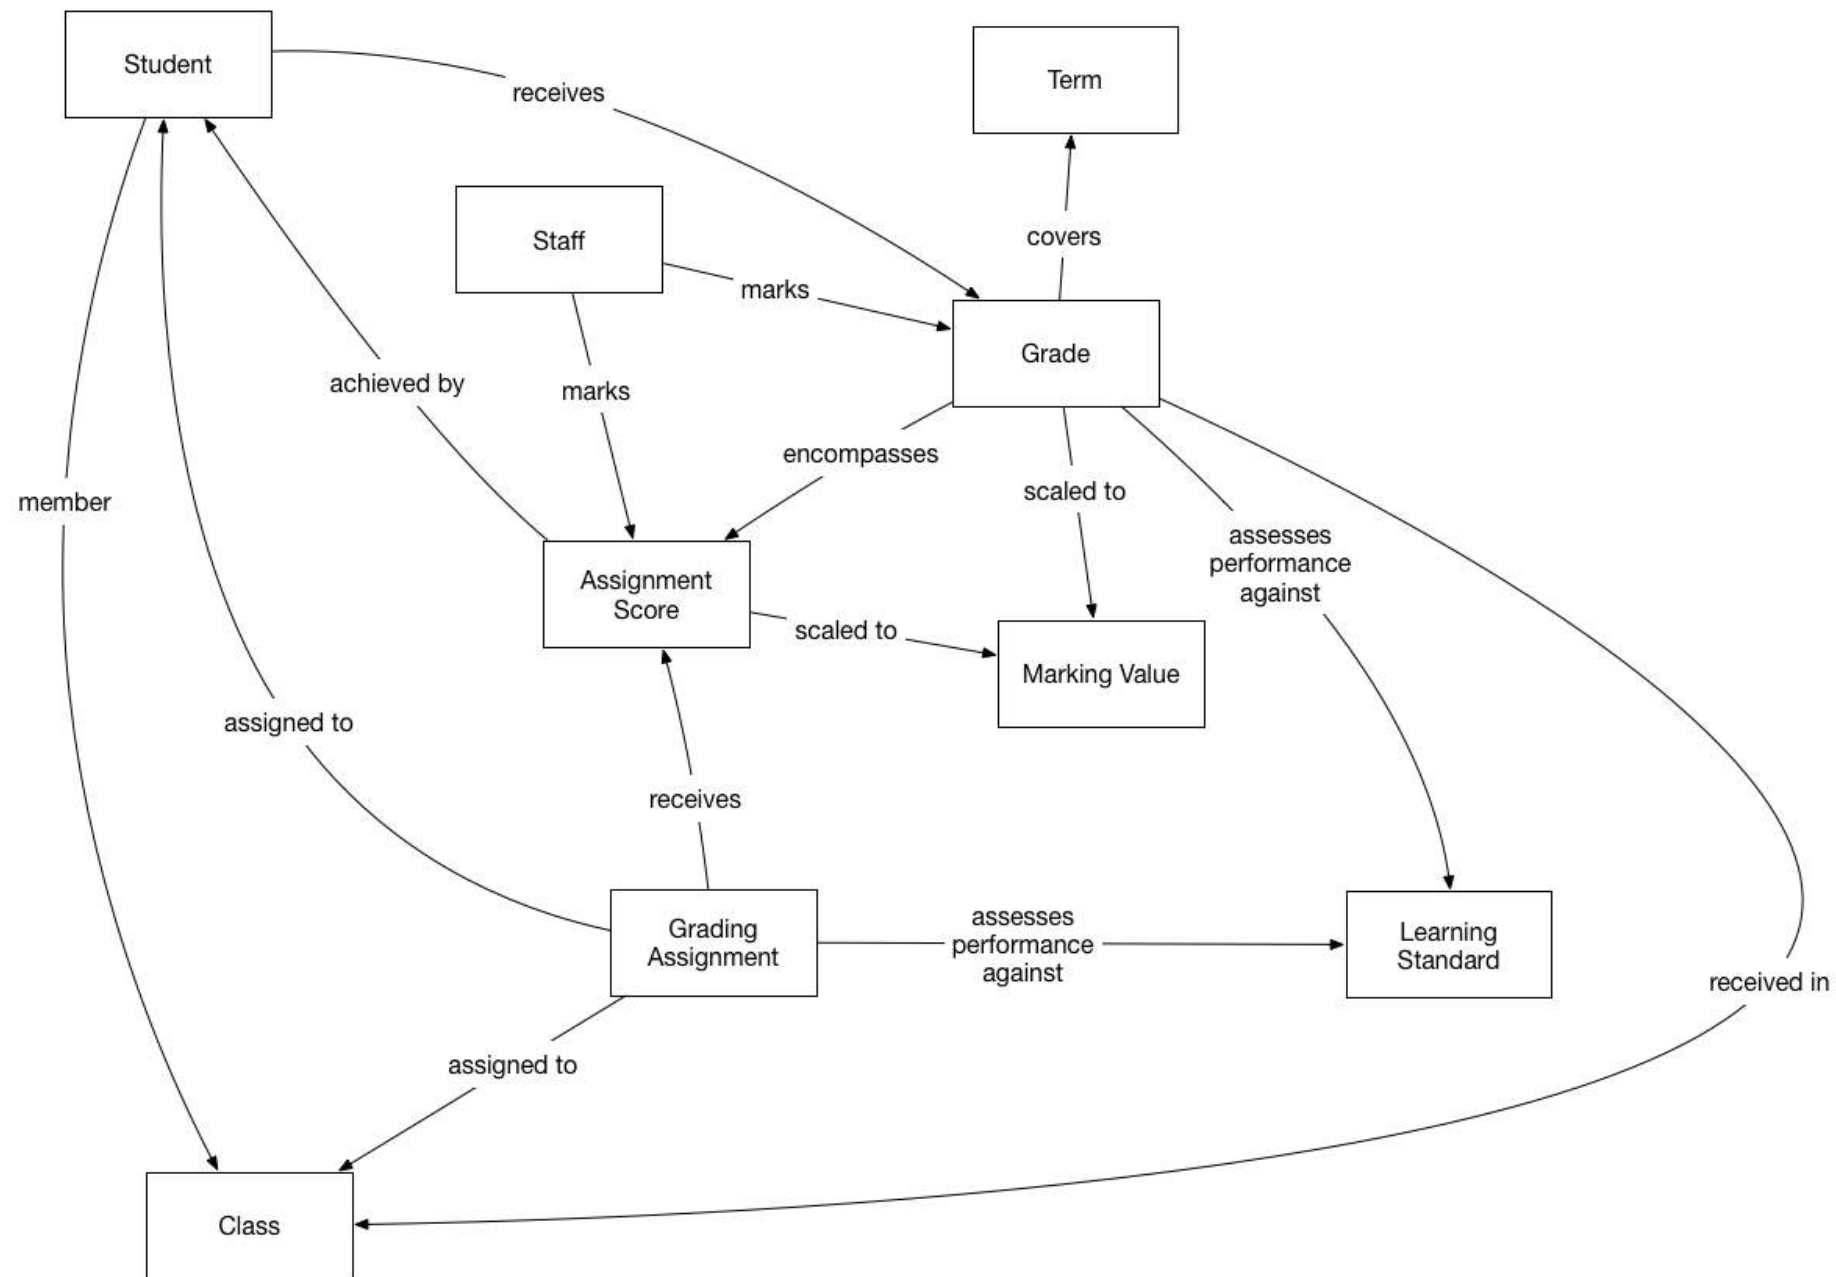 Student
Term
receives
Staff
covers
marks
Grade
achieved by
marks
encompasses
scaled to
member
assesses
performance
against
Assignment
Score
scaled to
Marking Value
assigned to
receives
Grading
Assignment
assesses
performance
against
Learning
Standard
received in
assigned to
Class